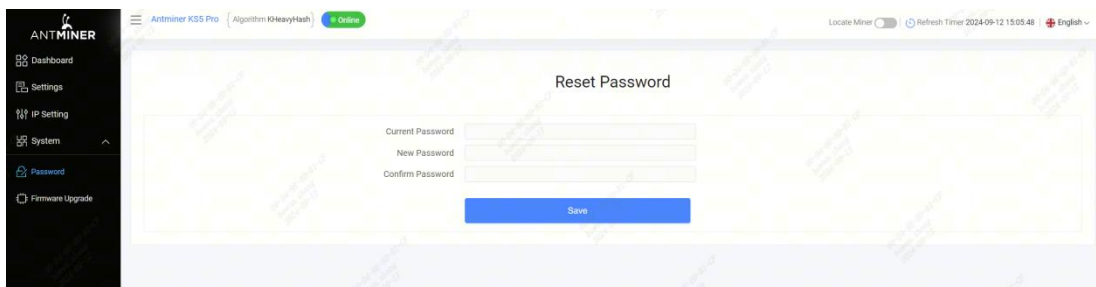 ANTMINER
Antminer KS5 Pro { Algorithm KHeavyHash } Online
Locate Miner Refresh Timer 2024-09-12 15:05:48 English
Dashboard
Settings
IP Setting
System
Password
Firmware Upgrade
Reset Password
Current Password
New Password
Confirm Password
Save